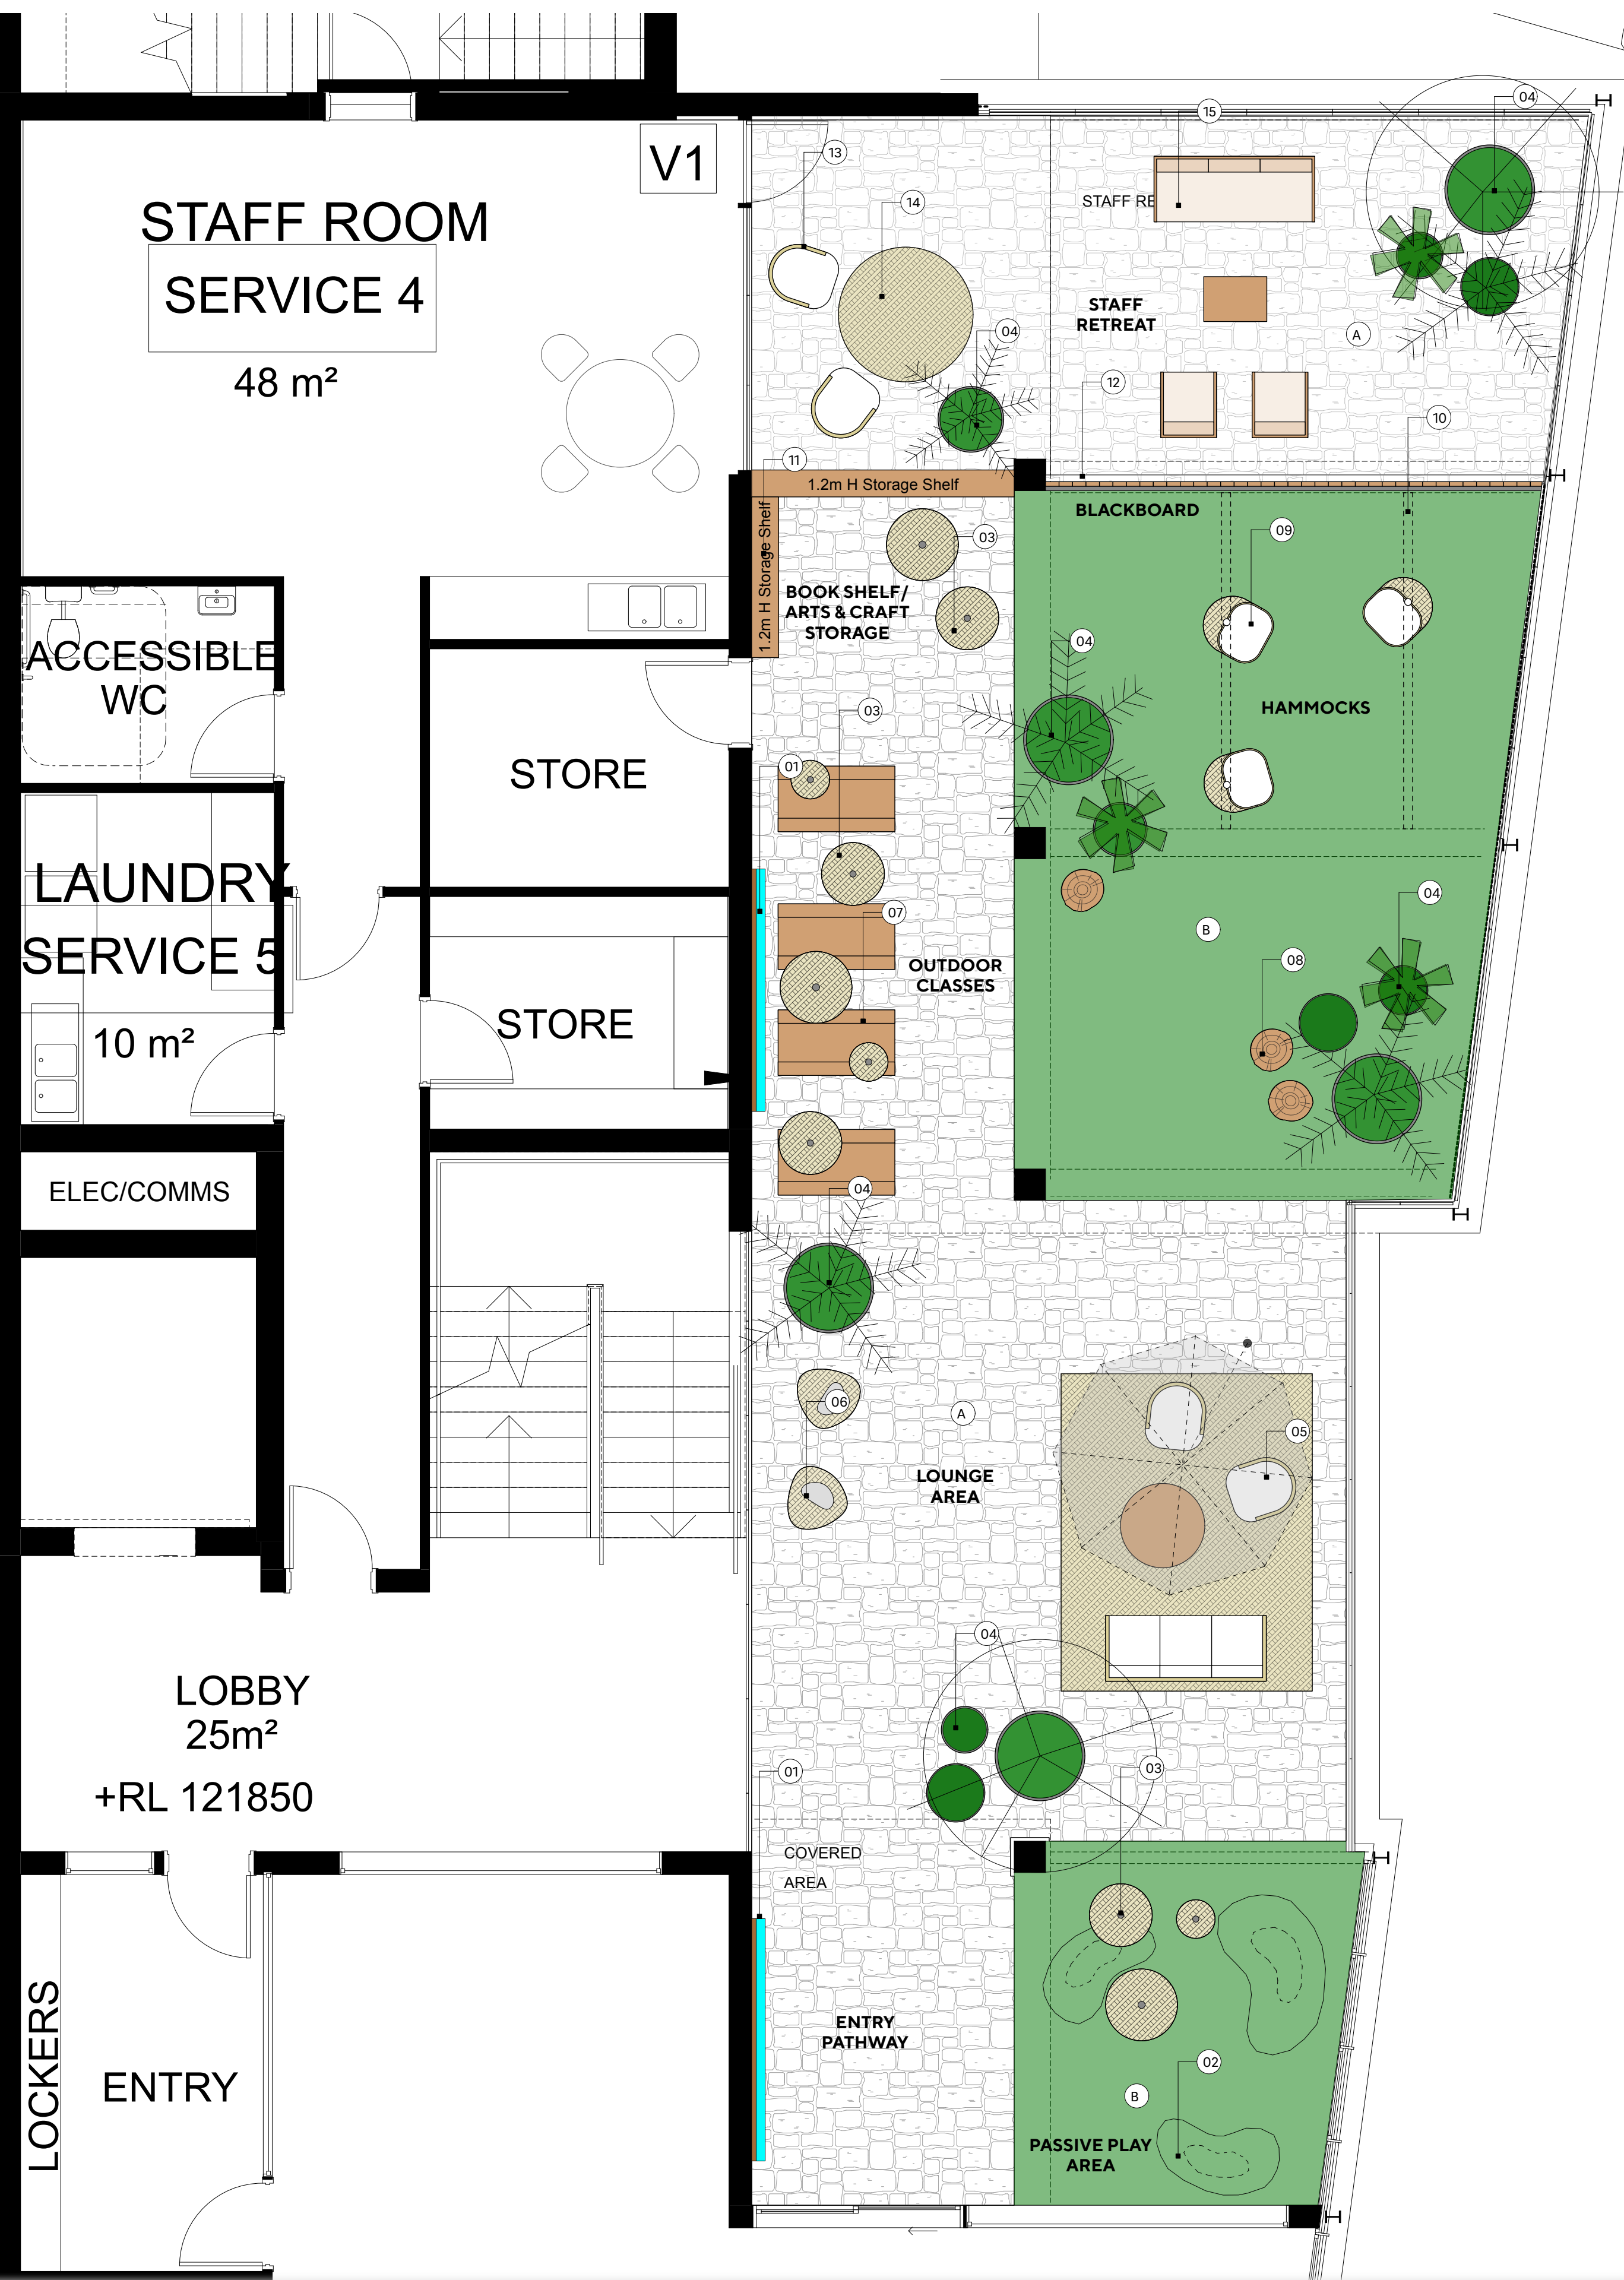 04
15
13
V1
14
STAFF RE
STAFF ROOM
SERVICE 4
48 m²
STAFF
RETREAT
A
04
12
10
11
1.2m H Storage Shelf
1.2m H Storage Shelf
BLACKBOARD
09
03
BOOK SHELF/
ARTS & CRAFT
STORAGE
04
ACCESSIBLE
WC
HAMMOCKS
03
01
STORE
LAUNDRY
SERVICE 5
10 m²
07
04
B
08
OUTDOOR
CLASSES
STORE
ELEC/COMMS
04
06
A
05
LOUNGE
AREA
04
LOBBY
25m²
+RL 121850
01
03
COVERED
AREA
ENTRY
PATHWAY
LOCKERS
ENTRY
02
B
PASSIVE PLAY
AREA